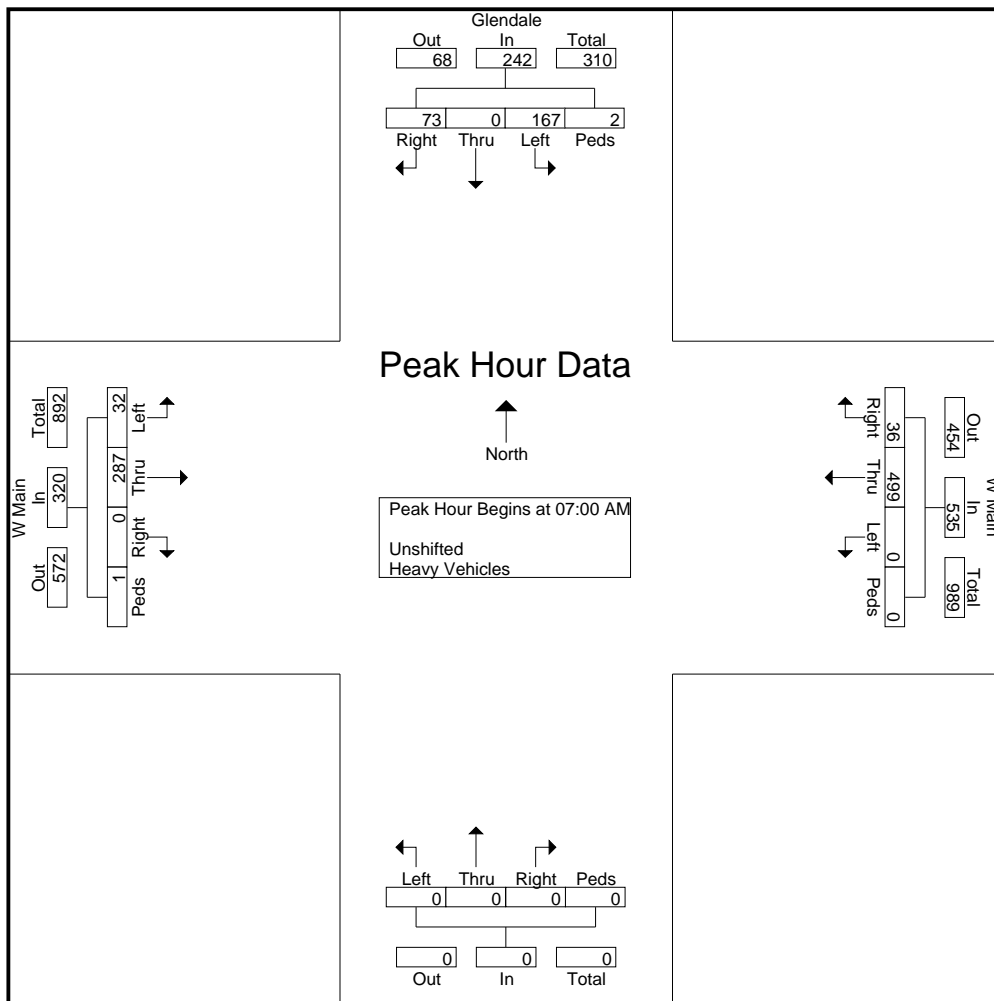 Glendale
Out In Total
68 242 310
73 0 167 2
Right Thru Left Peds
Peak Hour Data
North
Peak Hour Begins at 07:00 AM
Unshifted
Heavy Vehicles
W Main
Total In Out
892 320 572
32 287 0 1
Left Thru Right Peds
W Main
Out In Total
454 535 989
36 499 0 0
Right Thru Left Peds
Left Thru Right Peds
0 0 0 0
0 0 0
Out In Total